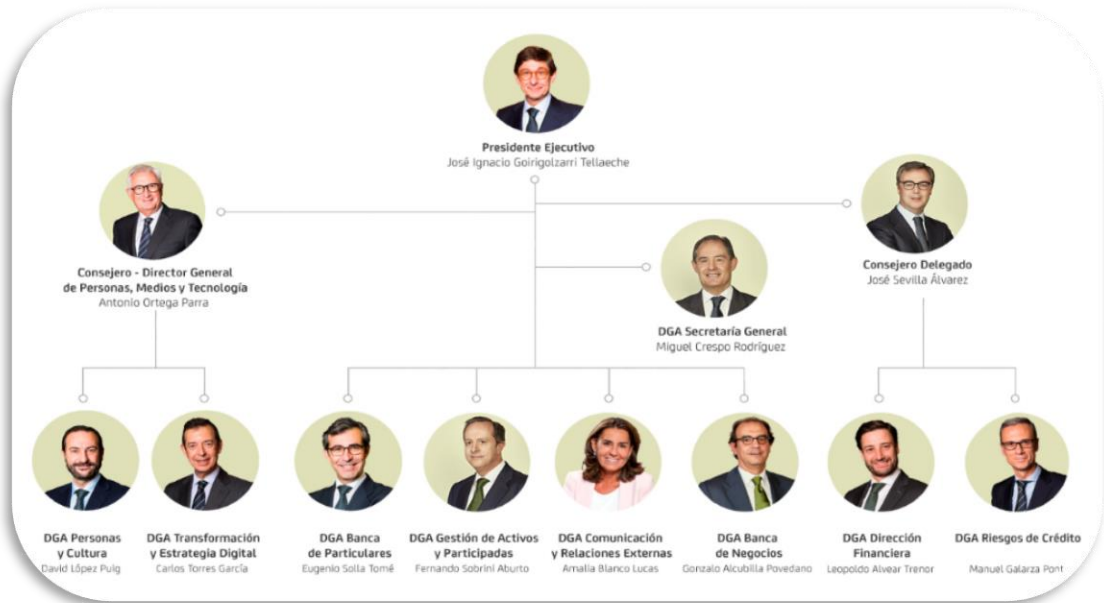 Presidente Ejecutivo
José Ignacio Goirigolzarri Tellaeche
Consejero - Director General
de Personas, Medios y Tecnología
Antonio Ortega Parra
Consejero Delegado
José Sevilla Álvarez
DGA Secretaría General
Miguel Crespo Rodríguez
DGA Personas
y Cultura
David López Puig
DGA Transformación
y Estrategia Digital
Carlos Torres García
DGA Banca
de Particulares
Eugenio Solla Tomé
DGA Gestión de Activos
y Participadas
Fernando Sobrini Aburto
DGA Comunicación
y Relaciones Externas
Amalia Blanco Lucas
DGA Banca
de Negocios
Gonzalo Alcubilla Povedano
DGA Dirección
Financiera
Leopoldo Alvear Trenor
DGA Riesgos de Crédito
Manuel Galarza Pont